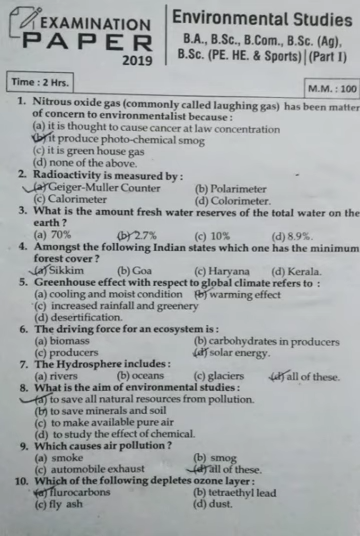 EXAMINATION
PAPER
2019
Environmental Studies
B.A., B.Sc., B.Com., B.Sc. (Ag),
B.Sc. (PE. HE. & Sports) (Part I)
Time : 2 Hrs.
M.M. : 100
1. Nitrous oxide gas (commonly called laughing gas) has been matter
of concern to environmentalist because :
(a) it is thought to cause cancer at law concentration
(b) it produce photo-chemical smog
(c) it is green house gas
(d) none of the above.
2. Radioactivity is measured by :
(a) Geiger-Muller Counter (b) Polarimeter
(c) Calorimeter (d) Colorimeter.
3. What is the amount fresh water reserves of the total water on the
earth ?
(a) 70% (b) 2.7% (c) 10% (d) 8.9%.
4. Amongst the following Indian states which one has the minimum
forest cover ?
(a) Sikkim (b) Goa (c) Haryana (d) Kerala.
5. Greenhouse effect with respect to global climate refers to :
(a) cooling and moist condition (b) warming effect
(c) increased rainfall and greenery
(d) desertification.
6. The driving force for an ecosystem is :
(a) biomass (b) carbohydrates in producers
(c) producers (d) solar energy.
7. The Hydrosphere includes :
(a) rivers (b) oceans (c) glaciers (d) all of these.
8. What is the aim of environmental studies :
(a) to save all natural resources from pollution.
(b) to save minerals and soil
(c) to make available pure air
(d) to study the effect of chemical.
9. Which causes air pollution ?
(a) smoke (b) smog
(c) automobile exhaust (d) all of these.
10. Which of the following depletes ozone layer :
(a) flurocarbons (b) tetraethyl lead
(c) fly ash (d) dust.